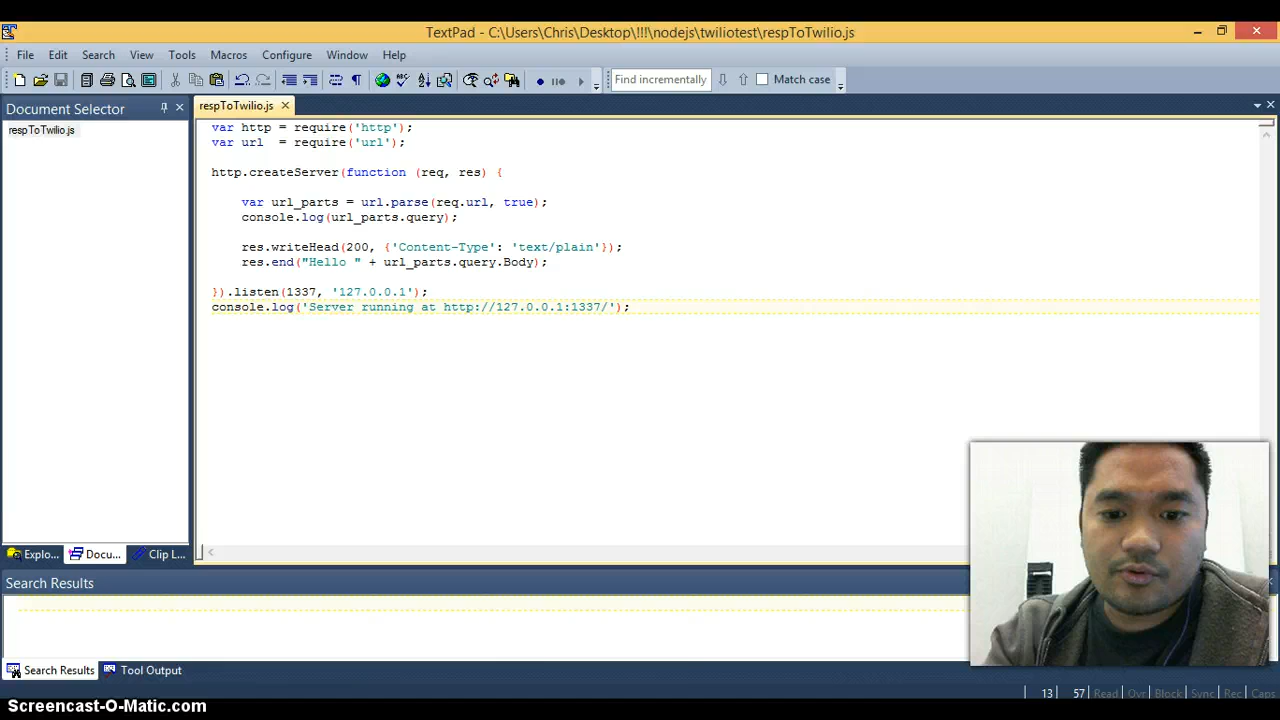 TextPad - C:\Users\Chris\Desktop\!!!\nodejs\twiliotest\respToTwilio.js
File Edit Search View Tools Macros Configure Window Help
Find incrementally Match case
Document Selector
respToTwilio.js
respToTwilio.js
var http = require('http');
var url  = require('url');
http.createServer(function (req, res) {
    var url_parts = url.parse(req.url, true);
    console.log(url_parts.query);
    res.writeHead(200, {'Content-Type': 'text/plain'});
    res.end("Hello " + url_parts.query.Body);
}).listen(1337, '127.0.0.1');
console.log('Server running at http://127.0.0.1:1337/');
Explo... Docu... Clip L...
Search Results
Search Results Tool Output
13 57 Read Ovr Block Sync Rec Caps
Screencast-O-Matic.com